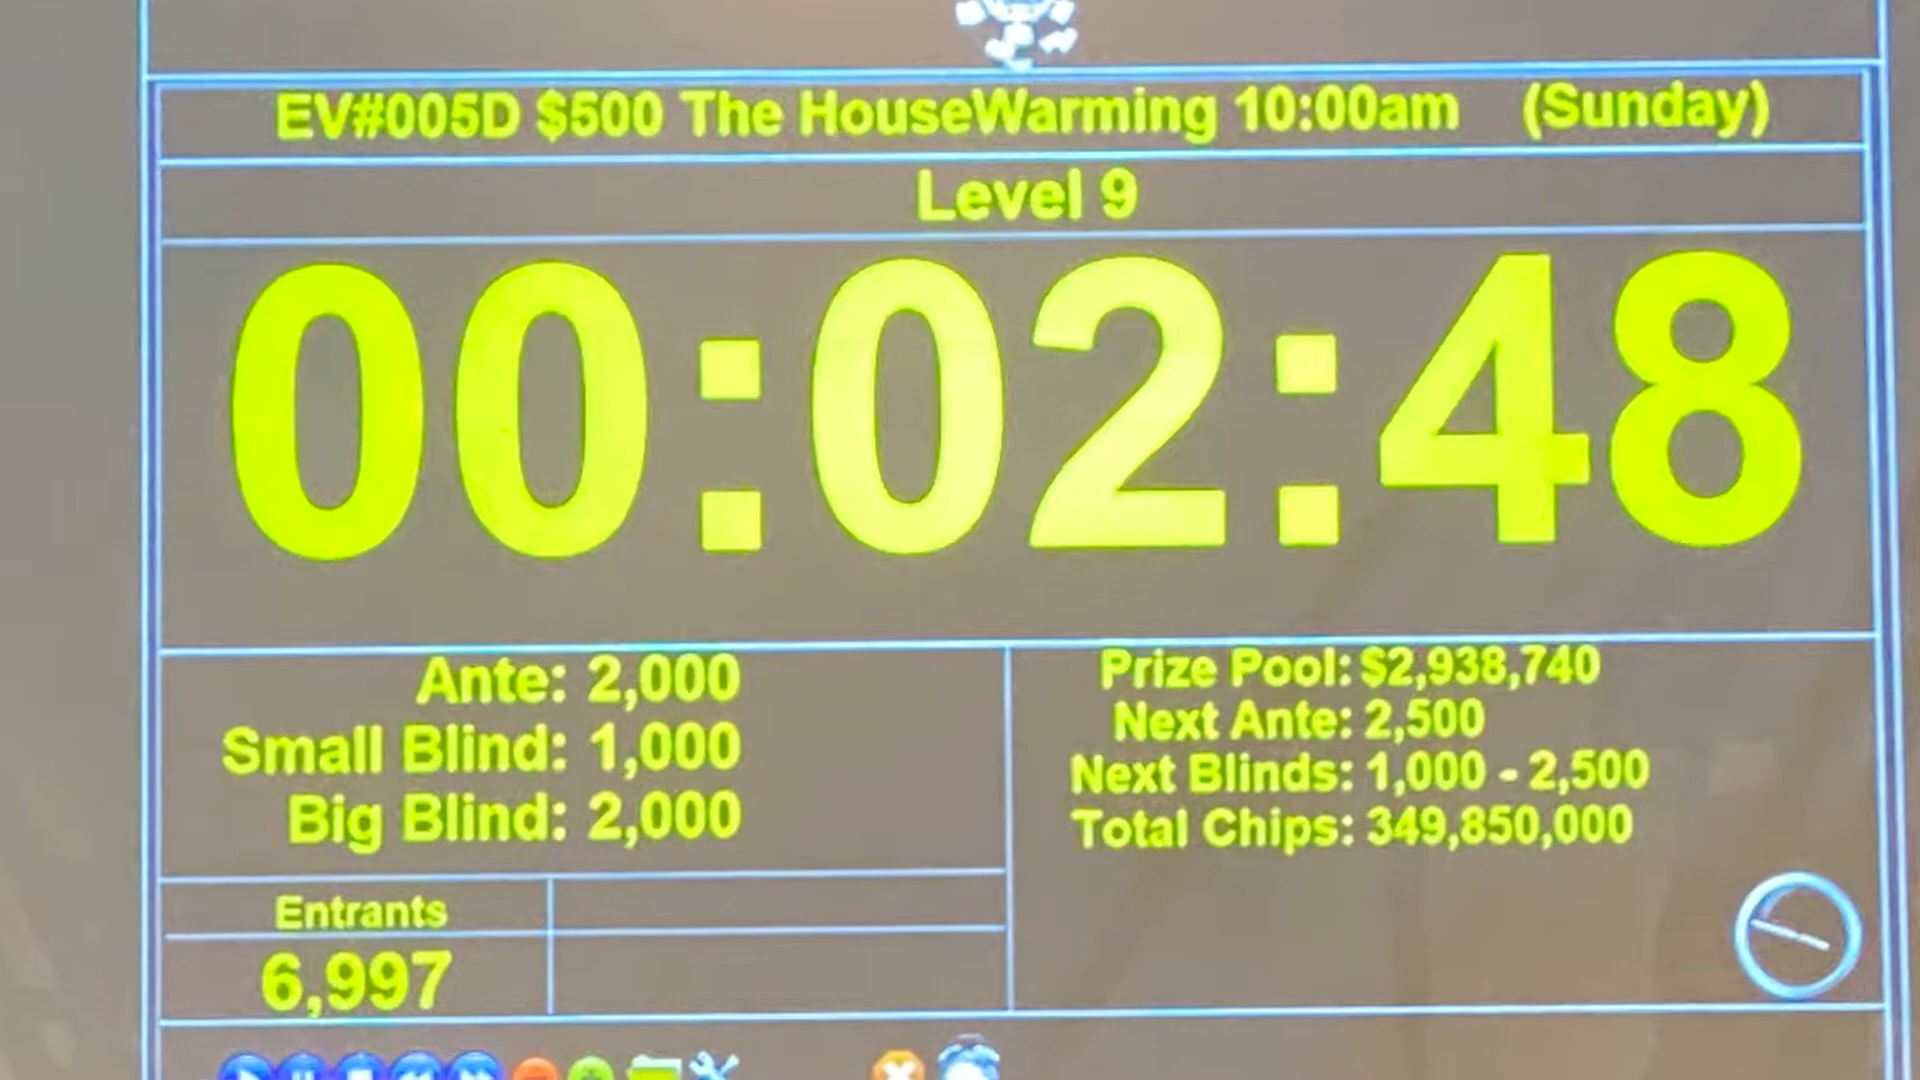 EV#005D $500 The HouseWarming 10:00am (Sunday)
Level 9
00:02:48
Ante: 2,000
Small Blind: 1,000
Big Blind: 2,000
Prize Pool: $2,938,740
Next Ante: 2,500
Next Blinds: 1,000 - 2,500
Total Chips: 349,850,000
Entrants
6,997